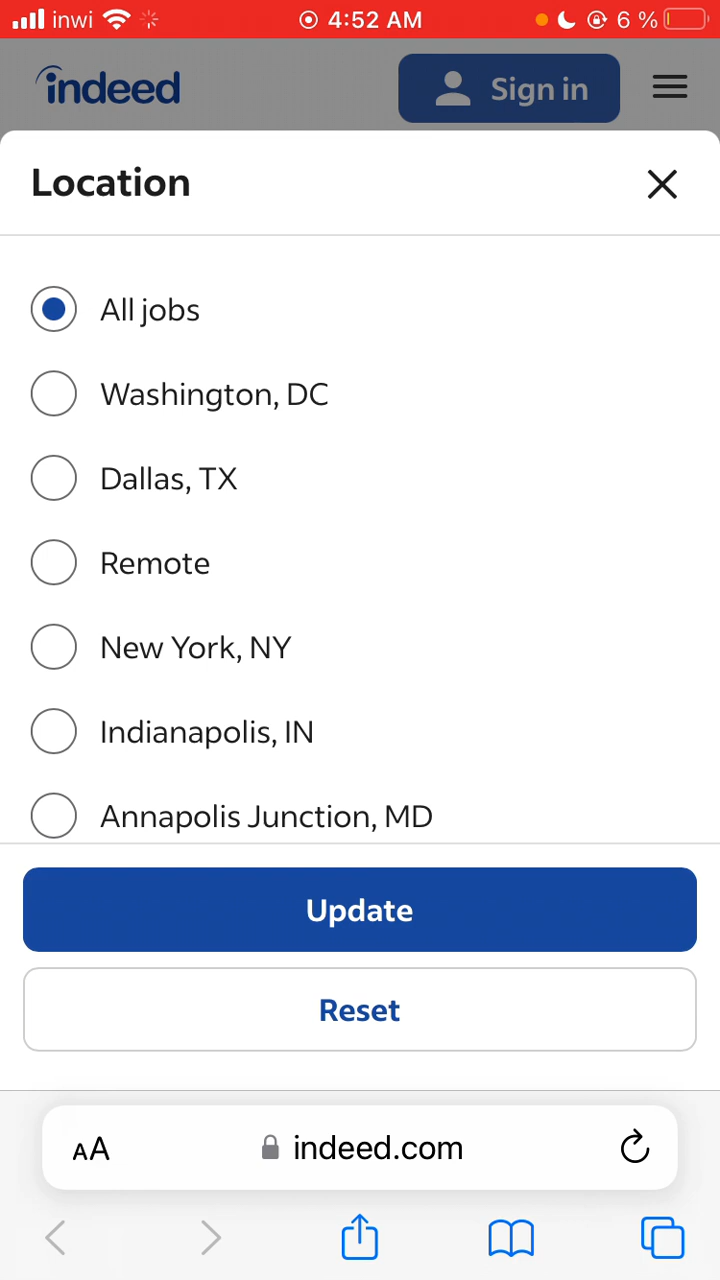 inwi 4:52 AM 6 %
indeed Sign in
Location
All jobs
Washington, DC
Dallas, TX
Remote
New York, NY
Indianapolis, IN
Annapolis Junction, MD
Update
Reset
AA indeed.com